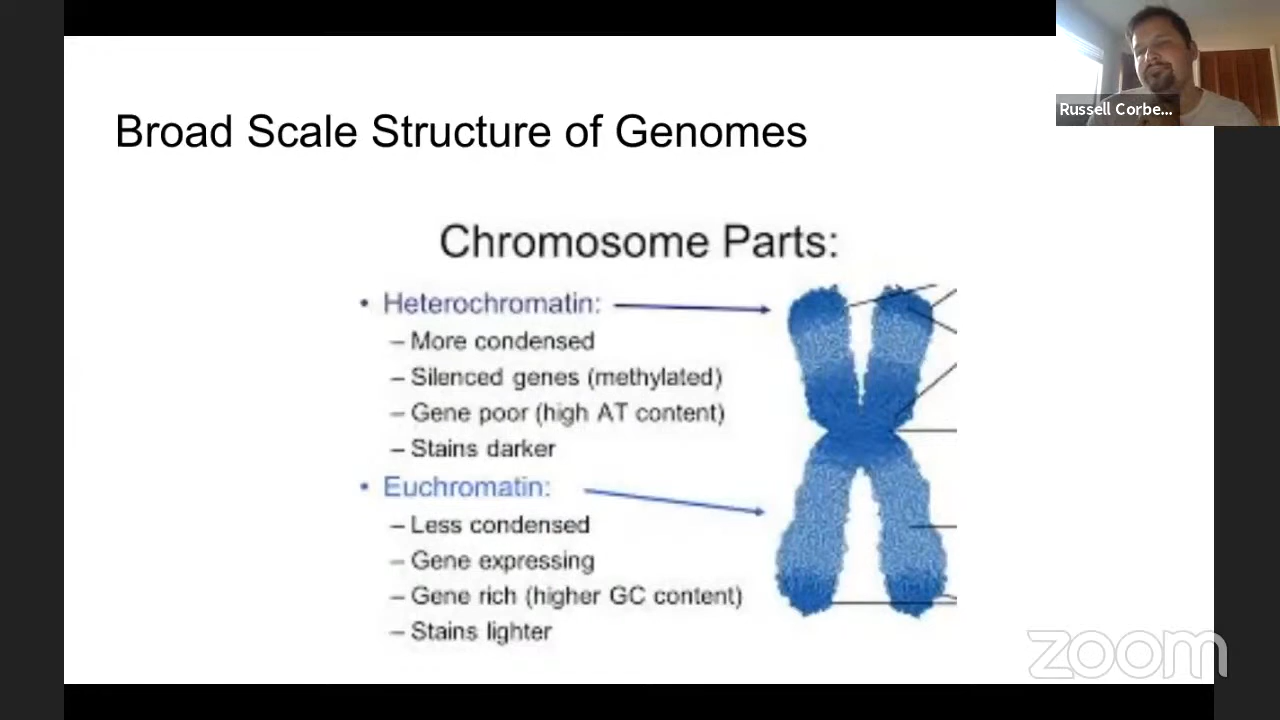 Russell Corbe...
Broad Scale Structure of Genomes
Chromosome Parts:
• Heterochromatin:
– More condensed
– Silenced genes (methylated)
– Gene poor (high AT content)
– Stains darker
• Euchromatin:
– Less condensed
– Gene expressing
– Gene rich (higher GC content)
– Stains lighter
zoom